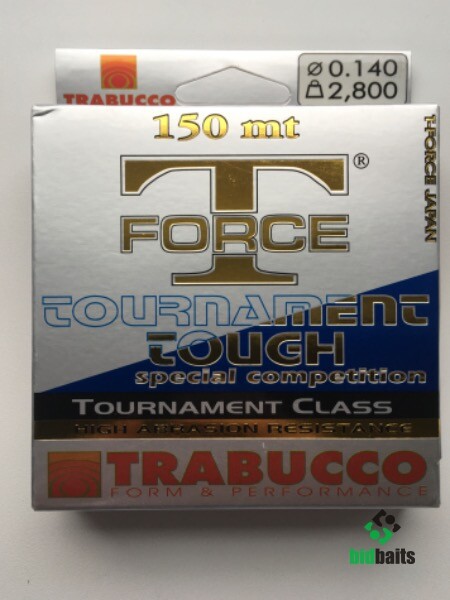 TRABUCCO
Ø 0.140
2,800
150 mt
T-FORCE JAPAN
T ®
FORCE
TOURNAMENT
TOUGH
special competition
TOURNAMENT CLASS
HIGH ABRASION RESISTANCE
TRABUCCO
FORM & PERFORMANCE
bidbaits